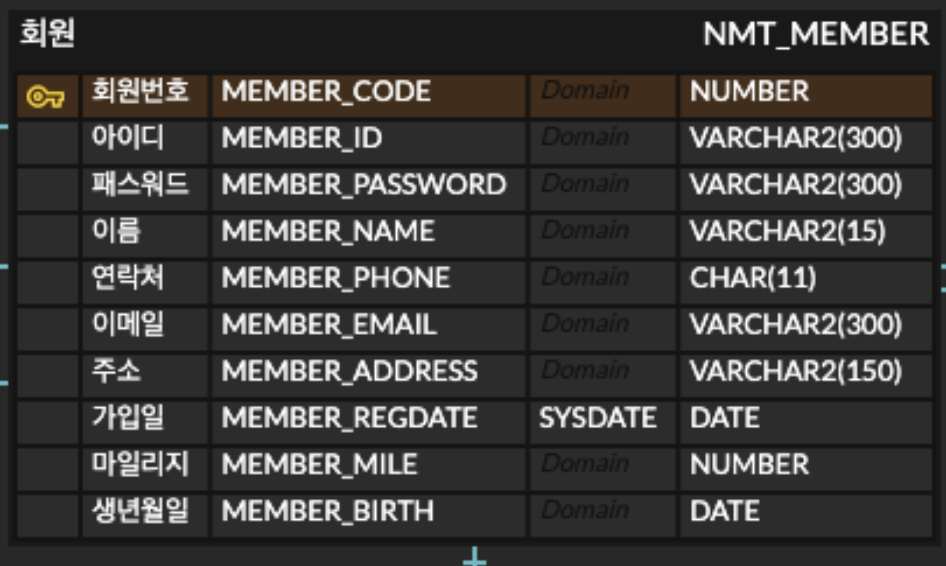 회원 NMT_MEMBER
회원번호 MEMBER_CODE Domain NUMBER
아이디 MEMBER_ID Domain VARCHAR2(300)
패스워드 MEMBER_PASSWORD Domain VARCHAR2(300)
이름 MEMBER_NAME Domain VARCHAR2(15)
연락처 MEMBER_PHONE Domain CHAR(11)
이메일 MEMBER_EMAIL Domain VARCHAR2(300)
주소 MEMBER_ADDRESS Domain VARCHAR2(150)
가입일 MEMBER_REGDATE SYSDATE DATE
마일리지 MEMBER_MILE Domain NUMBER
생년월일 MEMBER_BIRTH Domain DATE